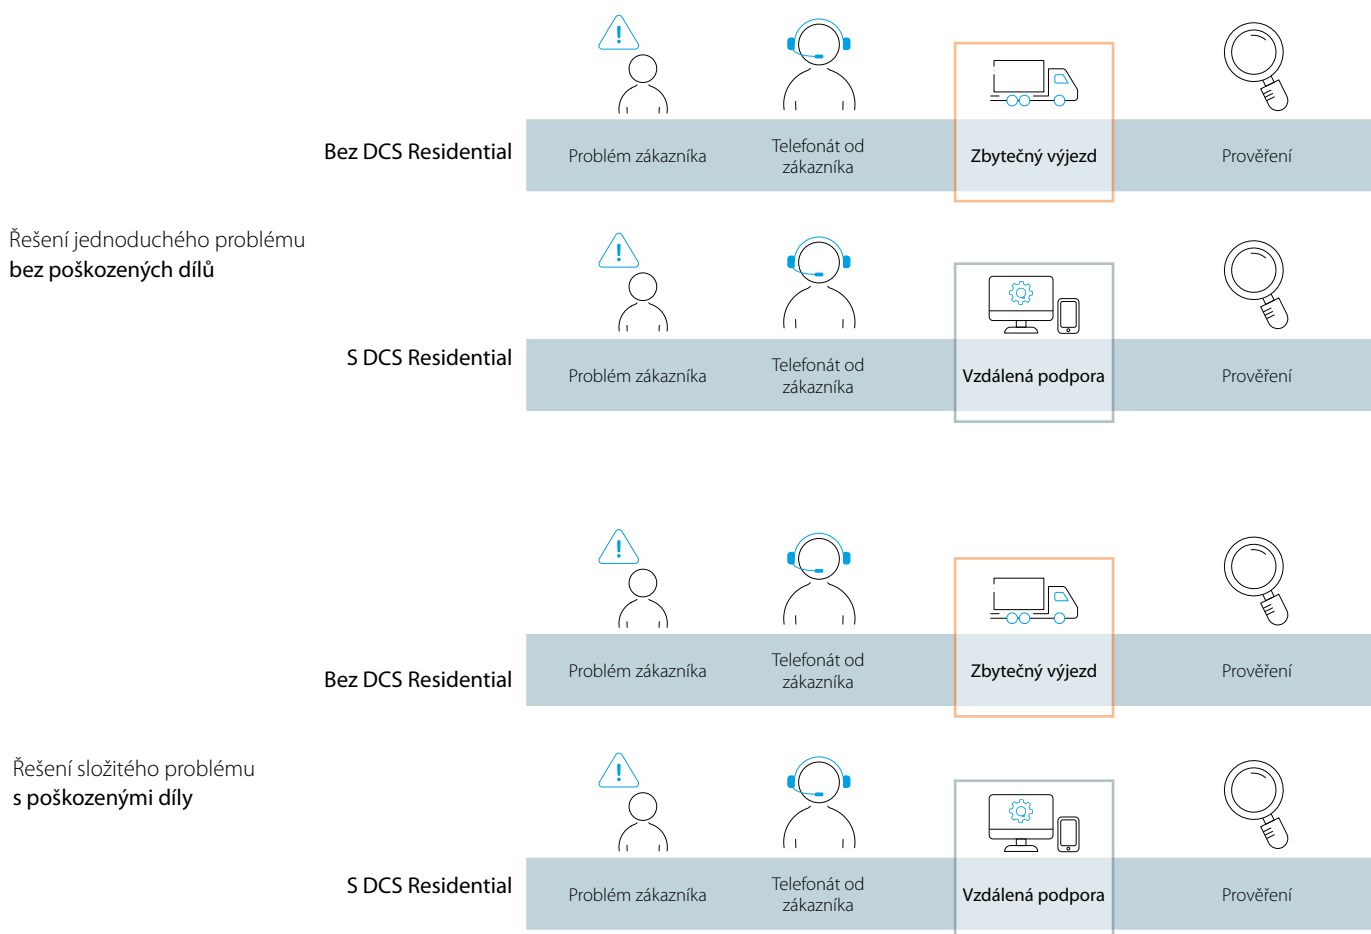 Bez DCS Residential
Problém zákazníka
Telefonát od
zákazníka
Zbytečný výjezd
Prověření
Řešení jednoduchého problému
bez poškozených dílů
S DCS Residential
Problém zákazníka
Telefonát od
zákazníka
Vzdálená podpora
Prověření
Bez DCS Residential
Problém zákazníka
Telefonát od
zákazníka
Zbytečný výjezd
Prověření
Řešení složitého problému
s poškozenými díly
S DCS Residential
Problém zákazníka
Telefonát od
zákazníka
Vzdálená podpora
Prověření